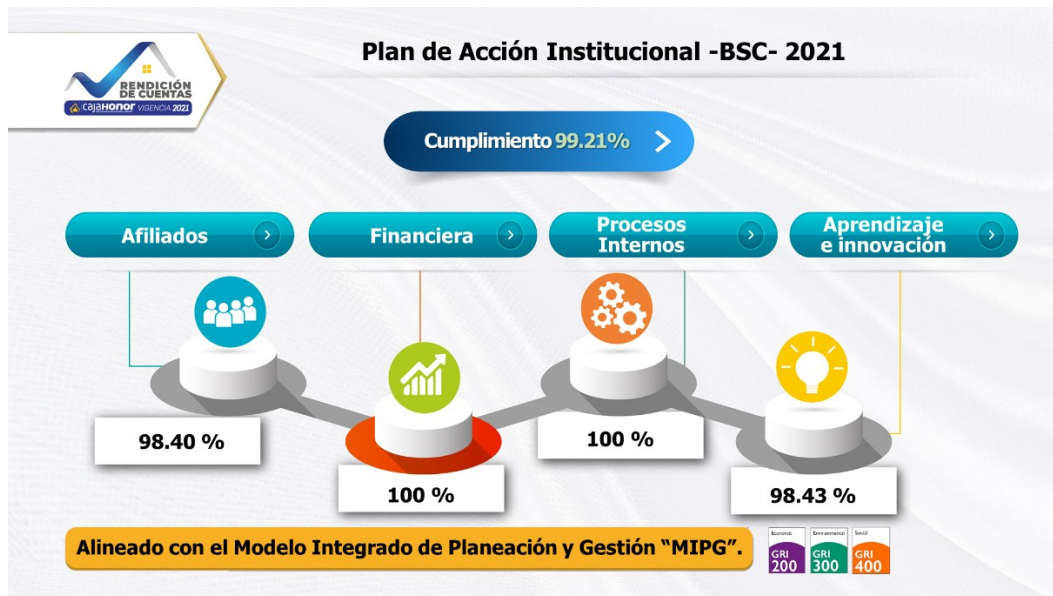 Plan de Acción Institucional -BSC- 2021
RENDICIÓN
DE CUENTAS
CajaHonor VIGENCIA 2021
Cumplimiento 99.21%
Afiliados
Financiera
Procesos
Internos
Aprendizaje
e innovación
98.40 %
100 %
100 %
98.43 %
Alineado con el Modelo Integrado de Planeación y Gestión “MIPG”.
Economic
GRI
200
Environmental
GRI
300
Social
GRI
400